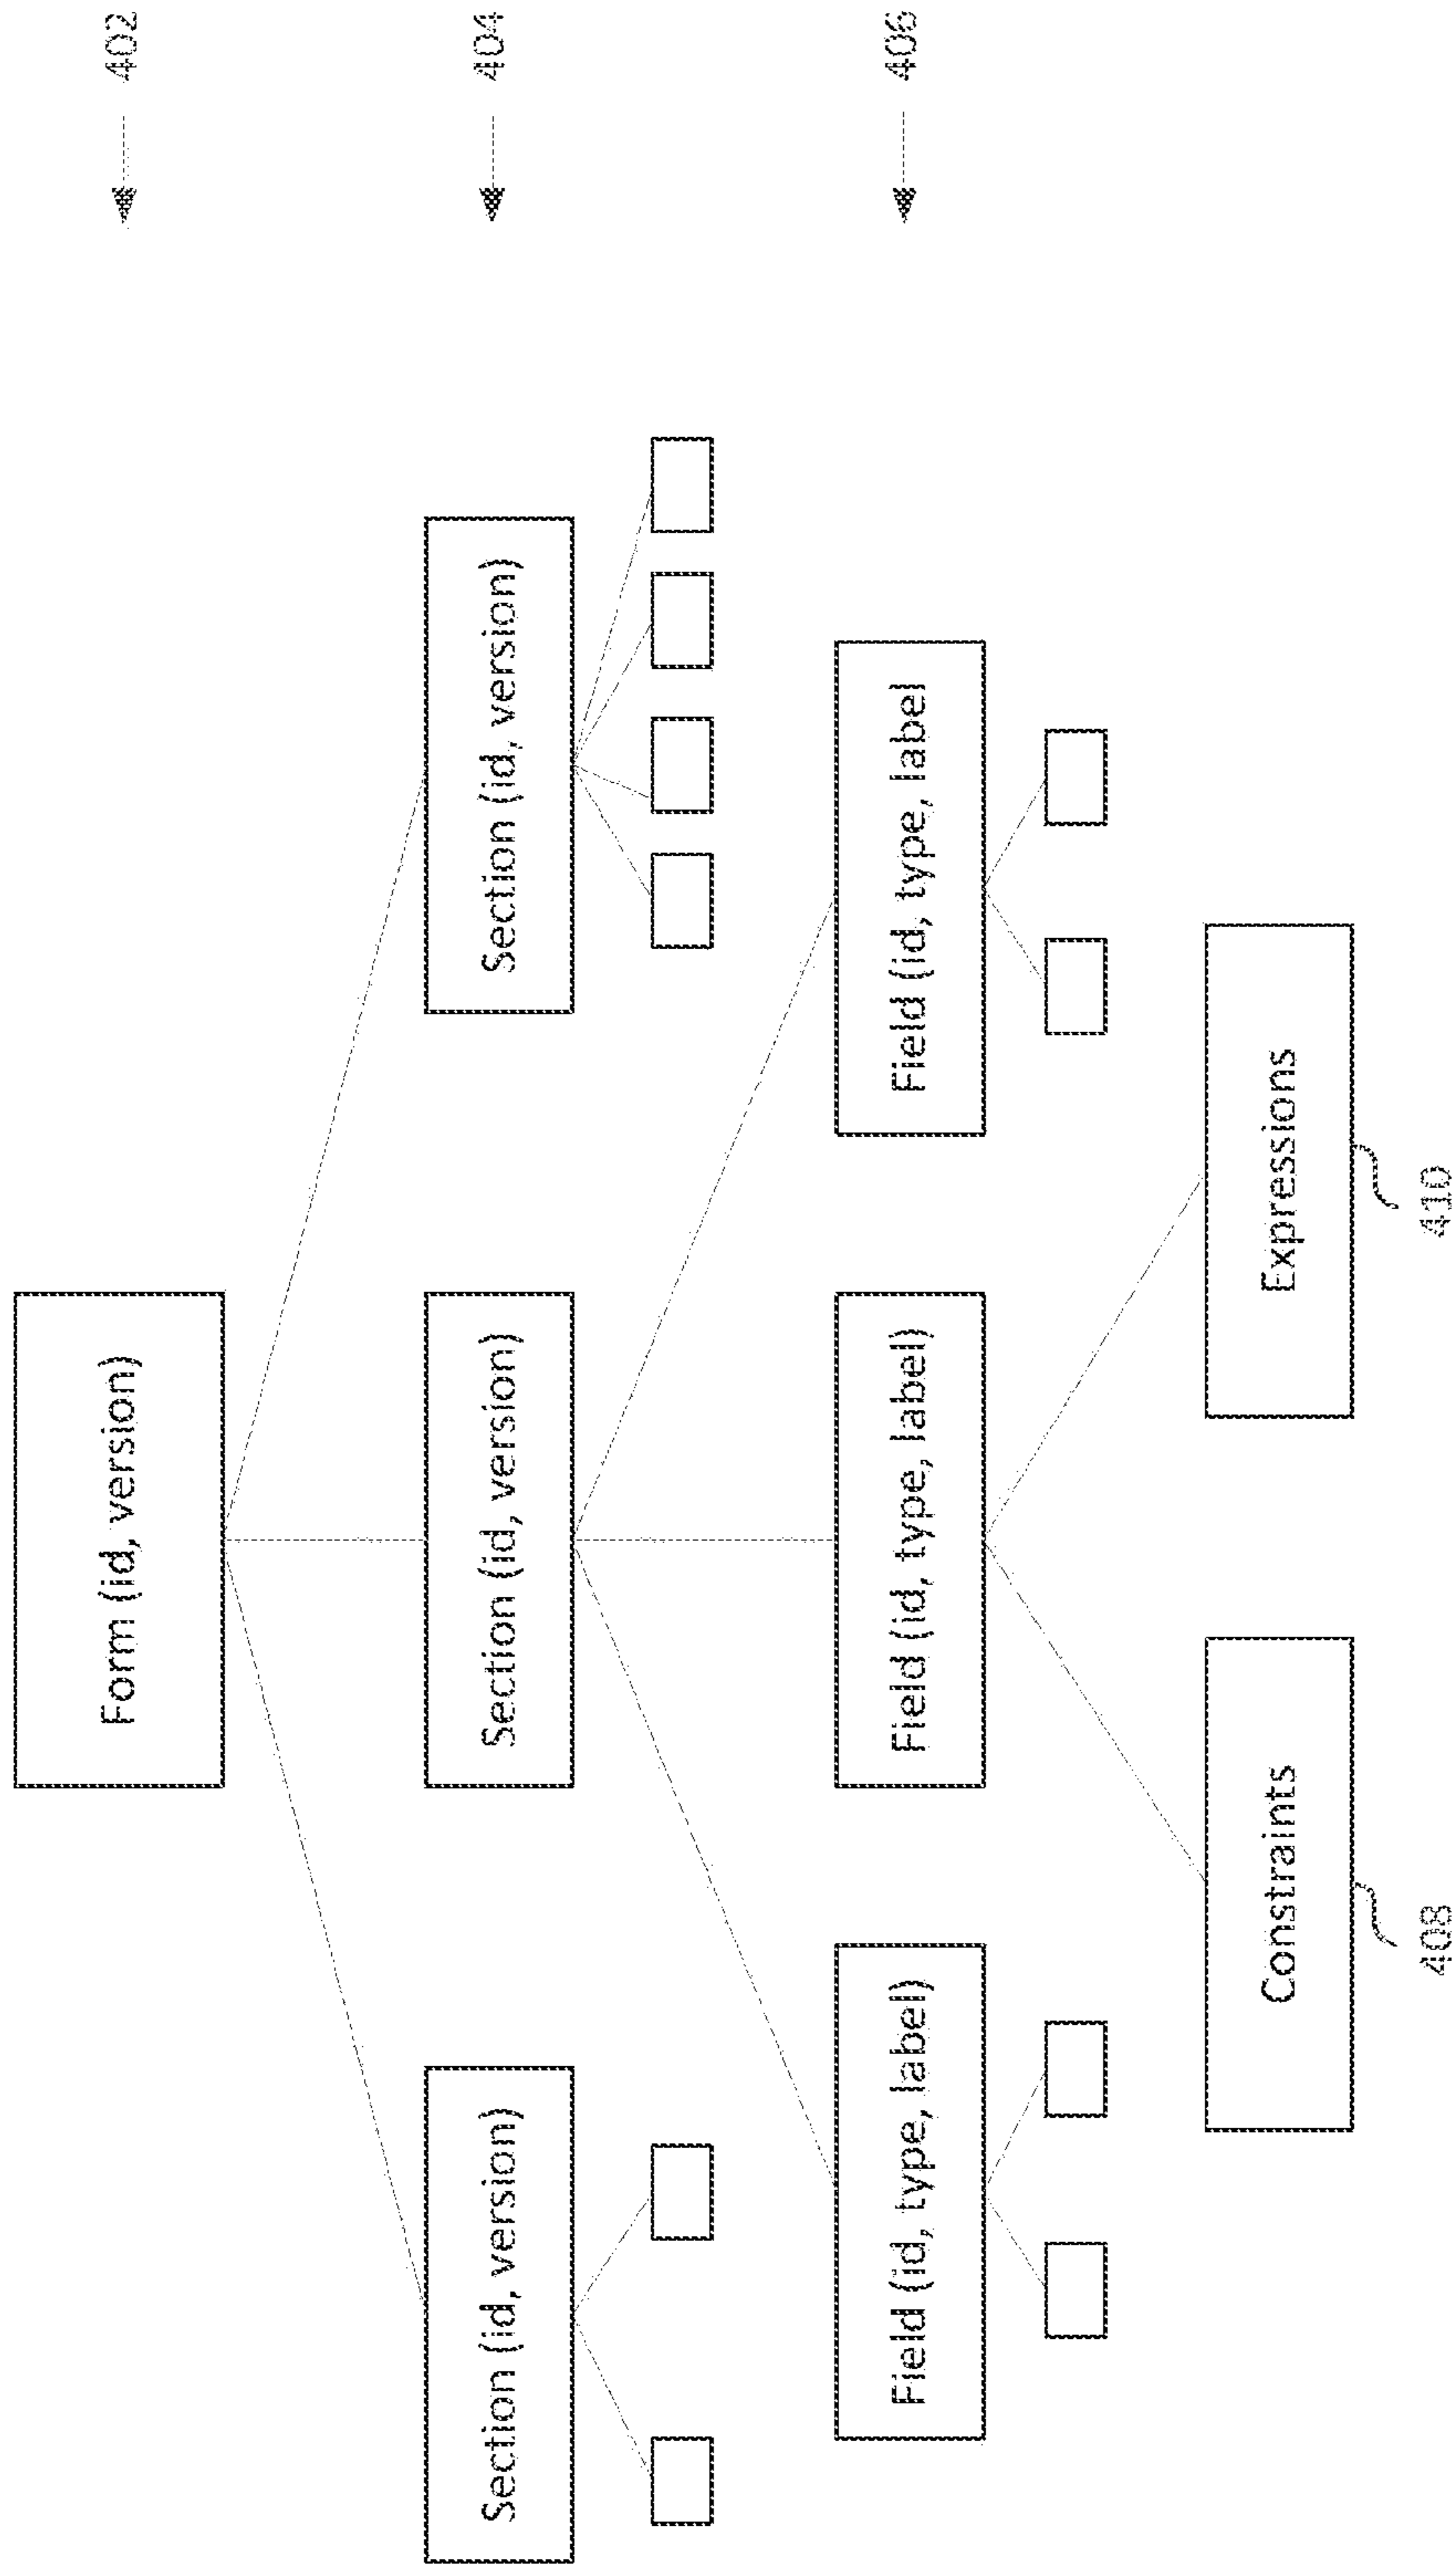 Form (id, version)
402
Section (id, version)
Section (id, version)
Section (id, version)
404
Field (id, type, label)
Field (id, type, label)
Field (id, type, label
406
Constraints
Expressions
408
410